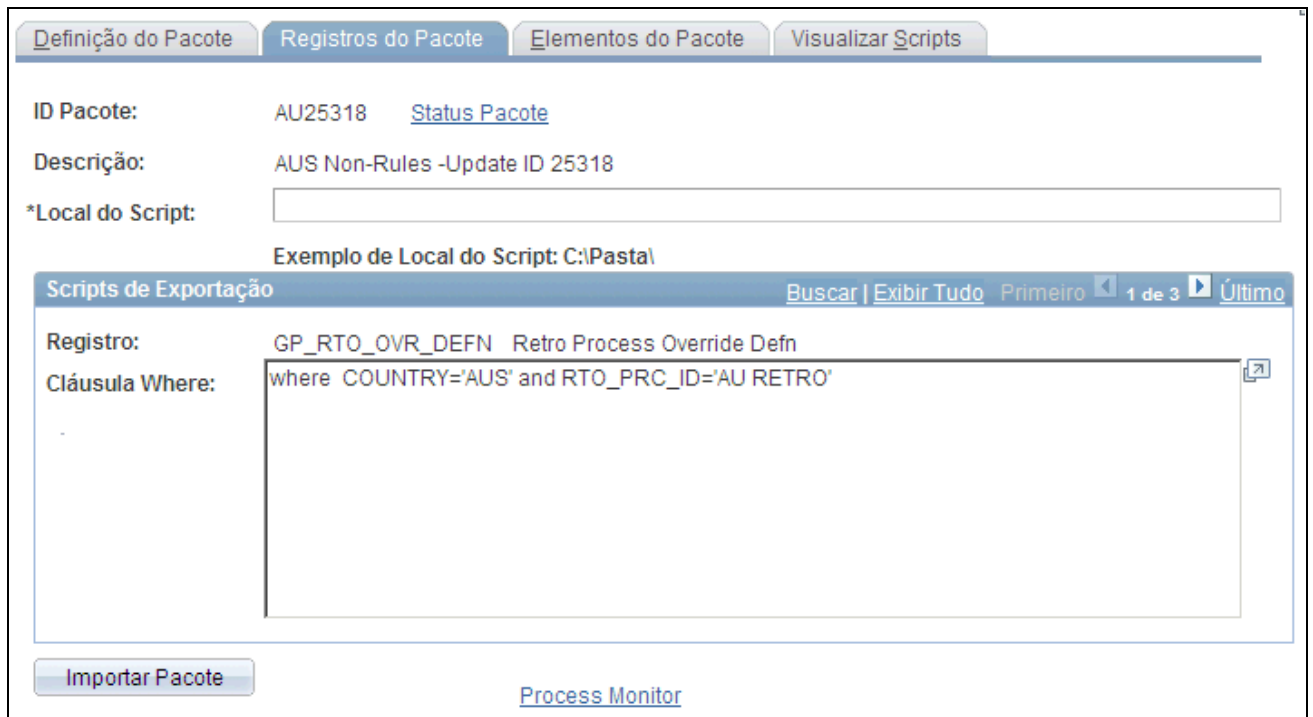 Definição do Pacote Registros do Pacote Elementos do Pacote Visualizar Scripts
ID Pacote: AU25318 Status Pacote
Descrição: AUS Non-Rules -Update ID 25318
*Local do Script:
Exemplo de Local do Script: C:\Pasta\
Scripts de Exportação Buscar | Exibir Tudo Primeiro 1 de 3 Último
Registro: GP_RTO_OVR_DEFN Retro Process Override Defn
Cláusula Where: where COUNTRY='AUS' and RTO_PRC_ID='AU RETRO'
Importar Pacote
Process Monitor